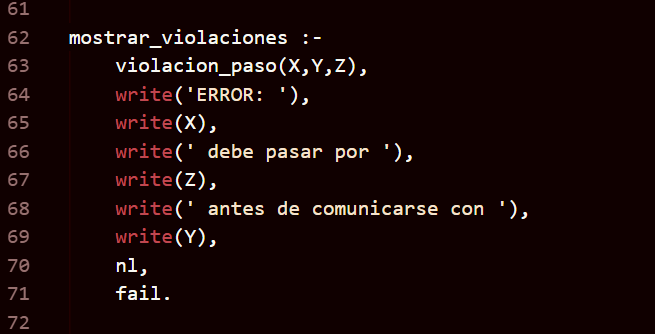 61
62 mostrar_violaciones :-
63 violacion_paso(X,Y,Z),
64 write('ERROR: '),
65 write(X),
66 write(' debe pasar por '),
67 write(Z),
68 write(' antes de comunicarse con '),
69 write(Y),
70 nl,
71 fail.
72